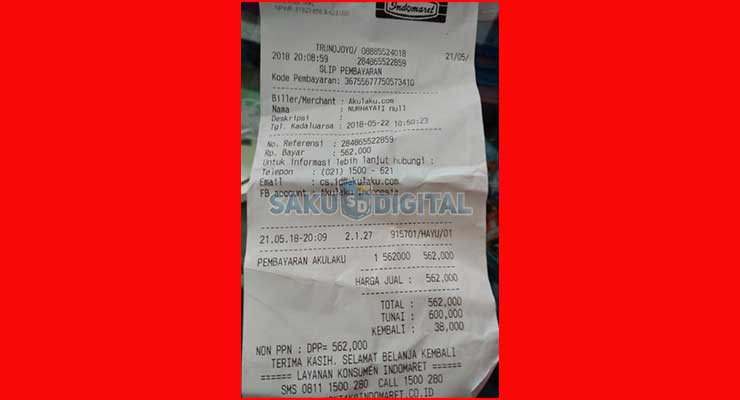 Indomaret
TRUNOJOYO/ 08885524018 21/05/
2018 20:08:59 284865522859
SLIP PEMBAYARAN
Kode Pembayaran: 36755677750573410
Biller/Merchant : Akulaku.com
Nama : NURHAYATI null
Deskripsi :
Tgl. Kadaluarsa : 2018-05-22 10:50:23
No. Referensi : 284865522859
Rp. Bayar : 562,000
Untuk informasi lebih lanjut hubungi :
Telepon : (021) 1500 - 621
Email : cs.id@akulaku.com
FB account : Akulaku Indonesia
SAKU SD DIGITAL
21.05.18-20:09 2.1.27 915701/HAYU/01
PEMBAYARAN AKULAKU 1 562000 562,000
HARGA JUAL : 562,000
TOTAL : 562,000
TUNAI : 600,000
KEMBALI : 38,000
NON PPN : DPP= 562,000
TERIMA KASIH. SELAMAT BELANJA KEMBALI
====== LAYANAN KONSUMEN INDOMARET ======
SMS 0811 1500 280 CALL 1500 280